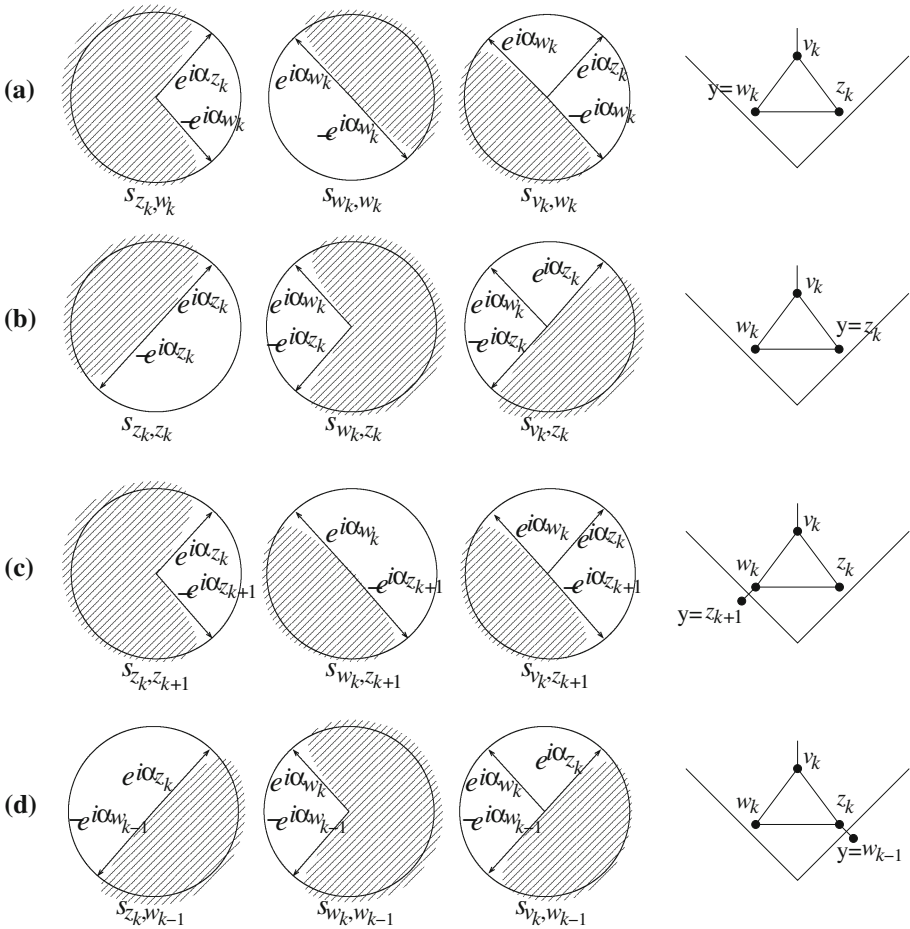 (a) e^{iα_{z_k}} -e^{iα_{w_k}} e^{iα_{w_k}} -e^{iα_{w_k}} e^{iα_{w_k}} e^{iα_{z_k}} -e^{iα_{w_k}} v_k y=w_k z_k
s_{z_k,w_k} s_{w_k,w_k} s_{v_k,w_k}
(b) e^{iα_{z_k}} -e^{iα_{z_k}} e^{iα_{w_k}} -e^{iα_{z_k}} e^{iα_{z_k}} e^{iα_{w_k}} -e^{iα_{z_k}} v_k w_k y=z_k
s_{z_k,z_k} s_{w_k,z_k} s_{v_k,z_k}
(c) e^{iα_{z_k}} -e^{iα_{z_{k+1}}} e^{iα_{w_k}} -e^{iα_{z_{k+1}}} e^{iα_{w_k}} e^{iα_{z_k}} -e^{iα_{z_{k+1}}} v_k w_k z_k y=z_{k+1}
s_{z_k,z_{k+1}} s_{w_k,z_{k+1}} s_{v_k,z_{k+1}}
(d) e^{iα_{z_k}} -e^{iα_{w_{k-1}}} e^{iα_{w_k}} -e^{iα_{w_{k-1}}} e^{iα_{z_k}} e^{iα_{w_k}} -e^{iα_{w_{k-1}}} v_k w_k z_k y=w_{k-1}
s_{z_k,w_{k-1}} s_{w_k,w_{k-1}} s_{v_k,w_{k-1}}